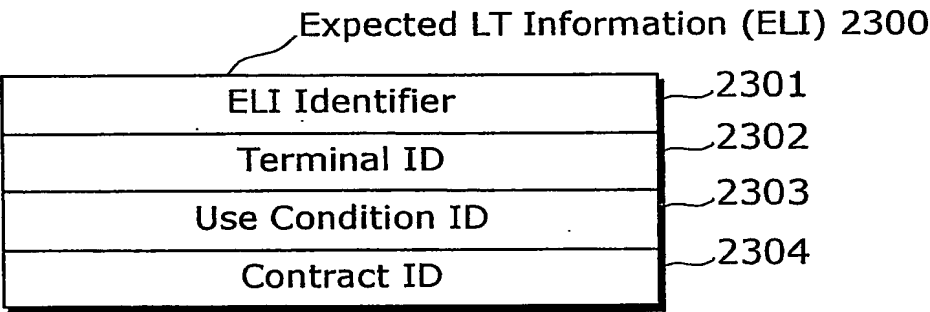 Expected LT Information (ELI) 2300
ELI Identifier 2301
Terminal ID 2302
Use Condition ID 2303
Contract ID 2304